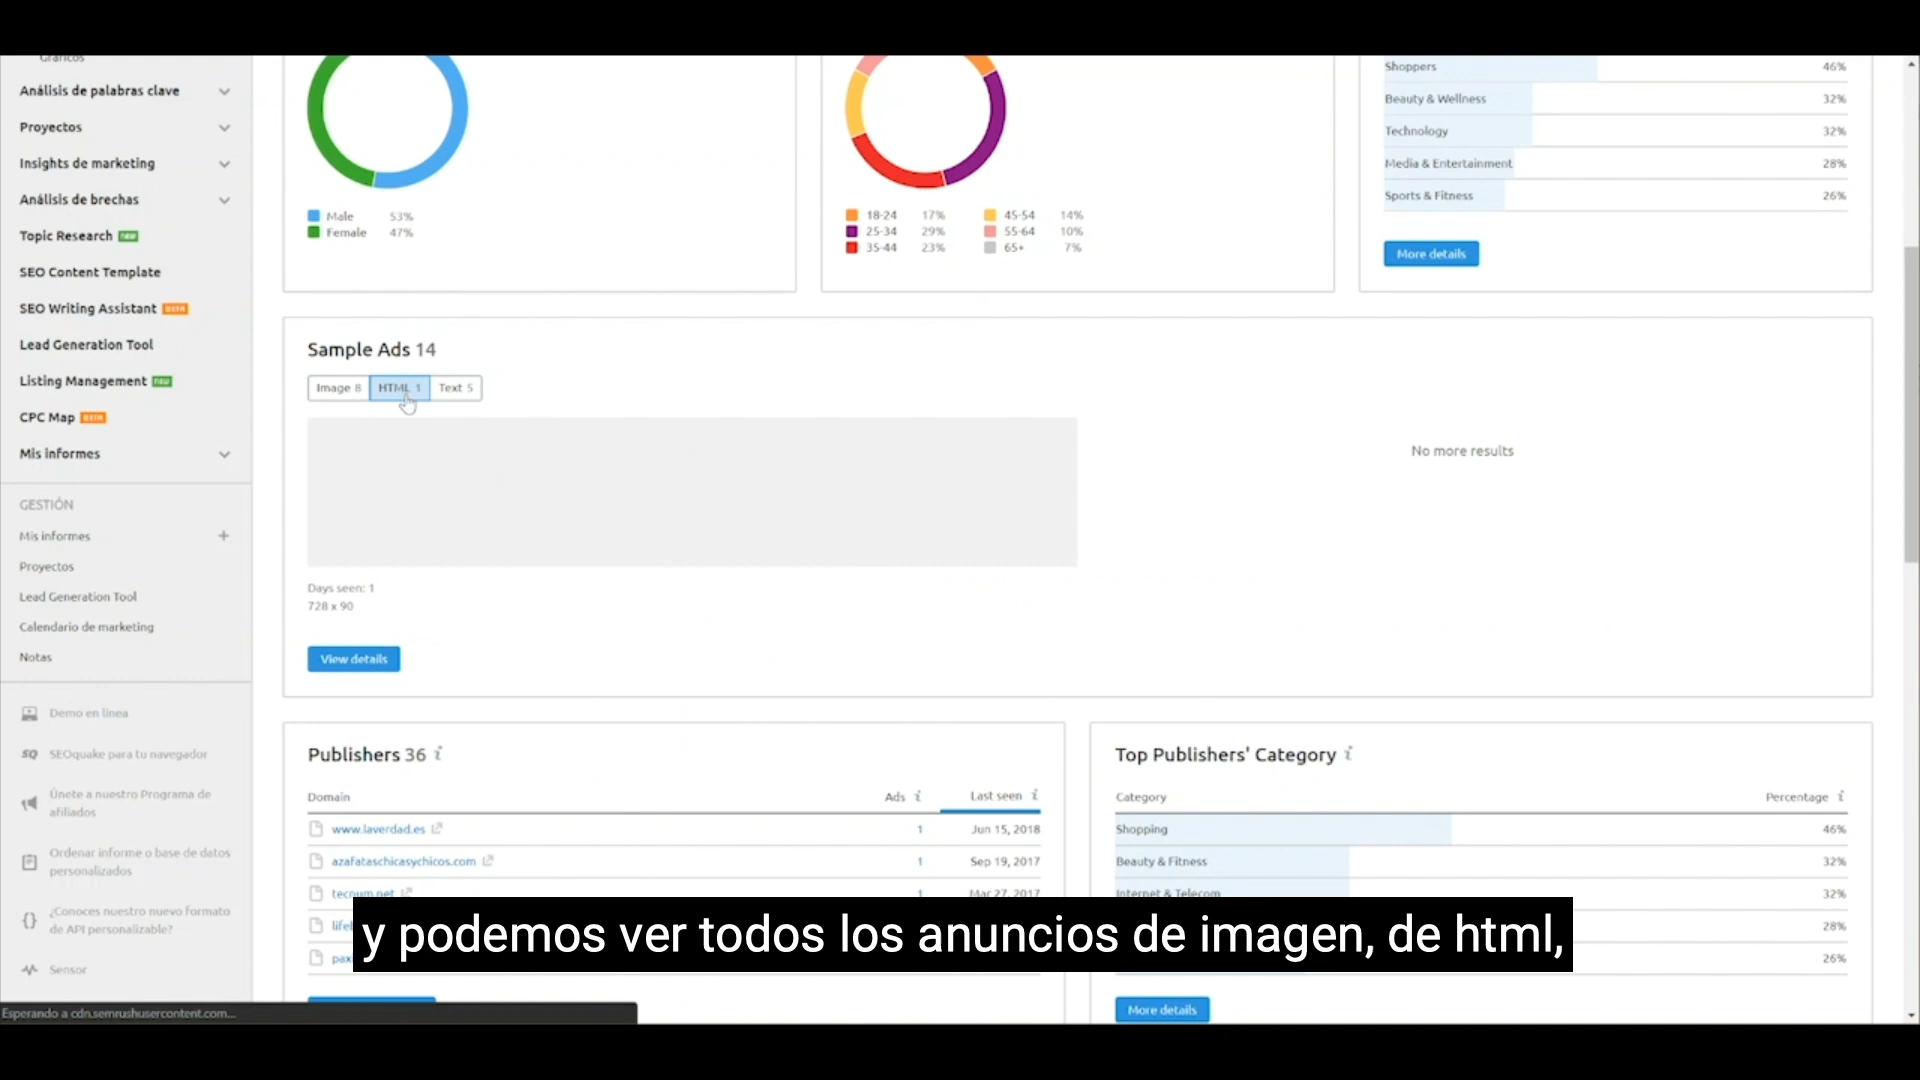 Gráficos
Análisis de palabras clave
Proyectos
Insights de marketing
Análisis de brechas
Topic Research new
SEO Content Template
SEO Writing Assistant BETA
Lead Generation Tool
Listing Management new
CPC Map BETA
Mis informes
GESTIÓN
Mis informes +
Proyectos
Lead Generation Tool
Calendario de marketing
Notas
Demo en línea
SEOquake para tu navegador
Únete a nuestro Programa de
afiliados
Ordenar informe o base de datos
personalizados
¿Conoces nuestro nuevo formato
de API personalizable?
Sensor
Esperando a cdn.semrushusercontent.com...
Male 53%
Female 47%
18-24 17% 45-54 14%
25-34 29% 55-64 10%
35-44 23% 65+ 7%
Shoppers 46%
Beauty & Wellness 32%
Technology 32%
Media & Entertainment 28%
Sports & Fitness 26%
More details
Sample Ads 14
Image 8 HTML 1 Text 5
No more results
Days seen: 1
728 x 90
View details
Publishers 36
Domain Ads Last seen
www.laverdad.es 1 Jun 15, 2018
azafataschicasychicos.com 1 Sep 19, 2017
tecnum.net 1 Mar 27, 2017
Top Publishers' Category
Category Percentage
Shopping 46%
Beauty & Fitness 32%
Internet & Telecom 32%
28%
26%
More details
y podemos ver todos los anuncios de imagen, de html,